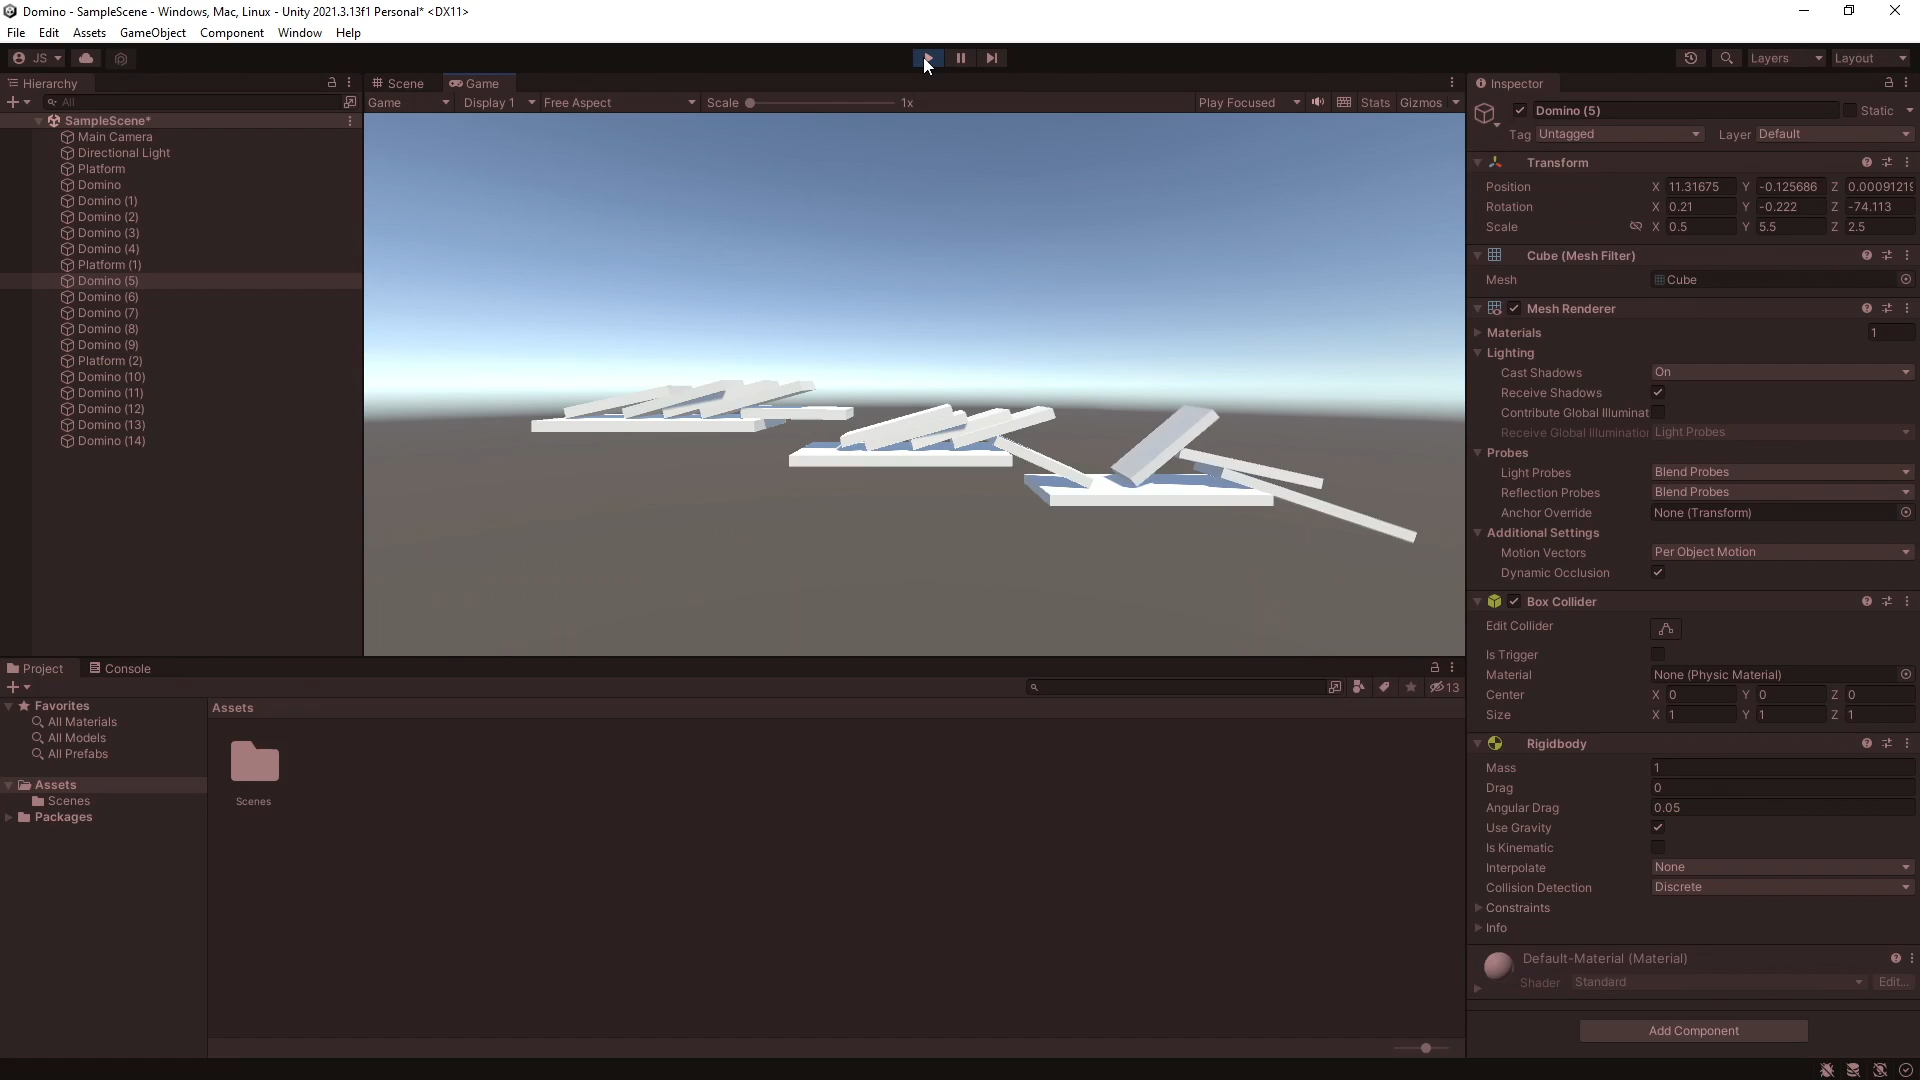 Domino - SampleScene - Windows, Mac, Linux - Unity 2021.3.13f1 Personal* <DX11>
File Edit Assets GameObject Component Window Help
JS Layers Layout
Hierarchy
All
SampleScene*
Main Camera
Directional Light
Platform
Domino
Domino (1)
Domino (2)
Domino (3)
Domino (4)
Platform (1)
Domino (5)
Domino (6)
Domino (7)
Domino (8)
Domino (9)
Platform (2)
Domino (10)
Domino (11)
Domino (12)
Domino (13)
Domino (14)
Scene Game
Game Display 1 Free Aspect Scale 1x Play Focused Stats Gizmos
Inspector
Domino (5) Static
Tag Untagged Layer Default
Transform
Position X 11.31675 Y -0.125686 Z 0.00091219
Rotation X 0.21 Y -0.222 Z -74.113
Scale X 0.5 Y 5.5 Z 2.5
Cube (Mesh Filter)
Mesh Cube
Mesh Renderer
Materials 1
Lighting
Cast Shadows On
Receive Shadows
Contribute Global Illuminat
Receive Global Illumination Light Probes
Probes
Light Probes Blend Probes
Reflection Probes Blend Probes
Anchor Override None (Transform)
Additional Settings
Motion Vectors Per Object Motion
Dynamic Occlusion
Box Collider
Edit Collider
Is Trigger
Material None (Physic Material)
Center X 0 Y 0 Z 0
Size X 1 Y 1 Z 1
Rigidbody
Mass 1
Drag 0
Angular Drag 0.05
Use Gravity
Is Kinematic
Interpolate None
Collision Detection Discrete
Constraints
Info
Default-Material (Material)
Shader Standard Edit...
Add Component
Project Console
13
Favorites
All Materials
All Models
All Prefabs
Assets
Scenes
Packages
Assets
Scenes